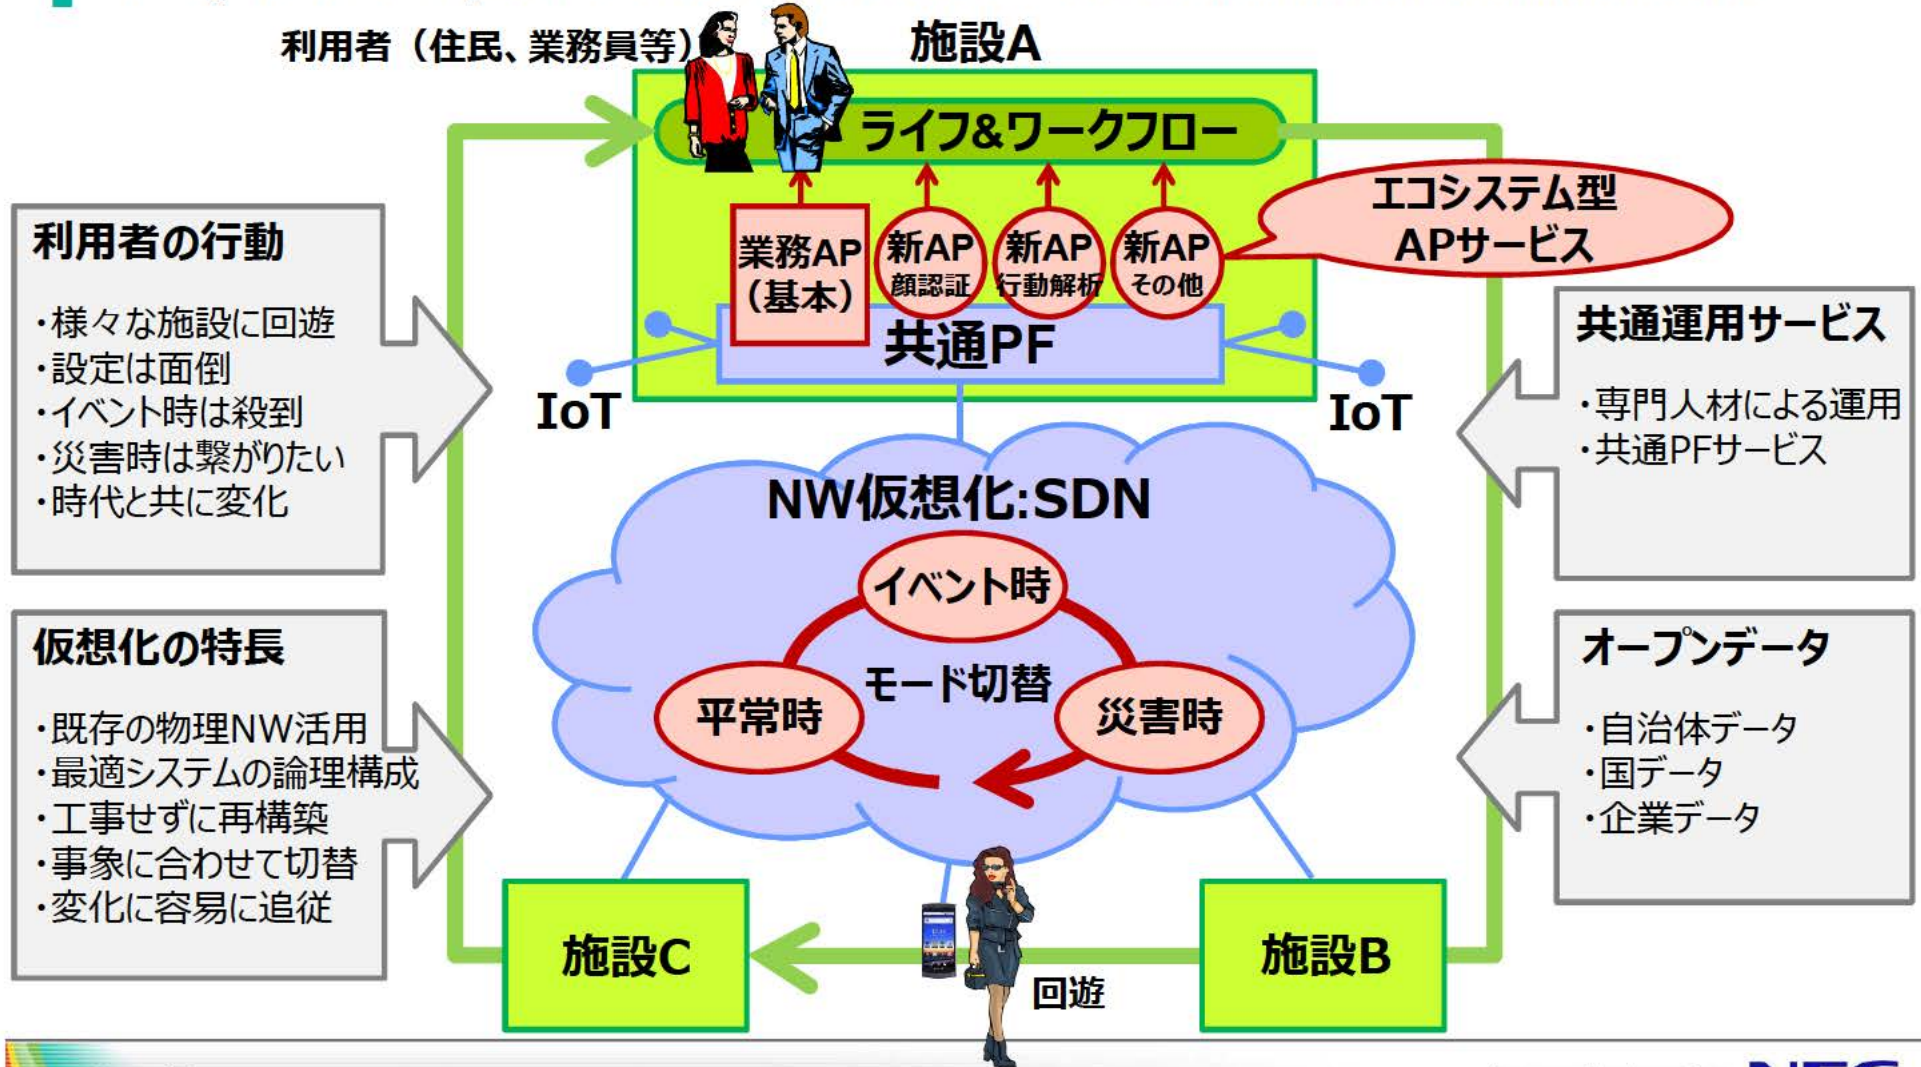 利用者（住民、業務員等）
施設A
ライフ&ワークフロー
エコシステム型
APサービス
業務AP
（基本）
新AP
顔認証
新AP
行動解析
新AP
その他
共通PF
IoT
IoT
利用者の行動
・様々な施設に回遊
・設定は面倒
・イベント時は殺到
・災害時は繋がりたい
・時代と共に変化
共通運用サービス
・専門人材による運用
・共通PFサービス
NW仮想化:SDN
イベント時
モード切替
平常時
災害時
仮想化の特長
・既存の物理NW活用
・最適システムの論理構成
・工事せずに再構築
・事象に合わせて切替
・変化に容易に追従
オープンデータ
・自治体データ
・国データ
・企業データ
施設C
回遊
施設B